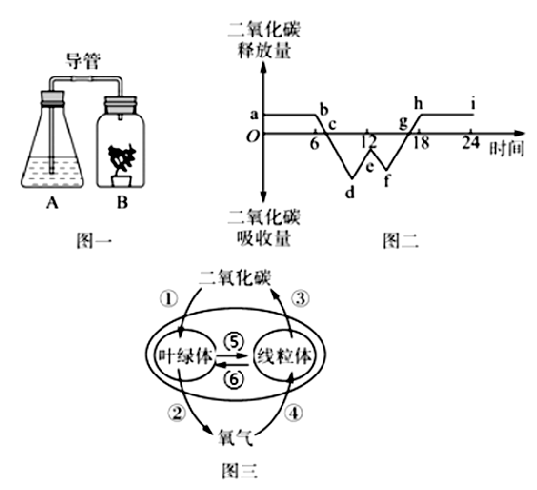 导管
A B
图一
二氧化碳
释放量
a b c g h i
O 6 12 18 24 时间
d e f
二氧化碳
吸收量
图二
二氧化碳
① ③
叶绿体 ⑤ ⑥ 线粒体
② ④
氧气
图三